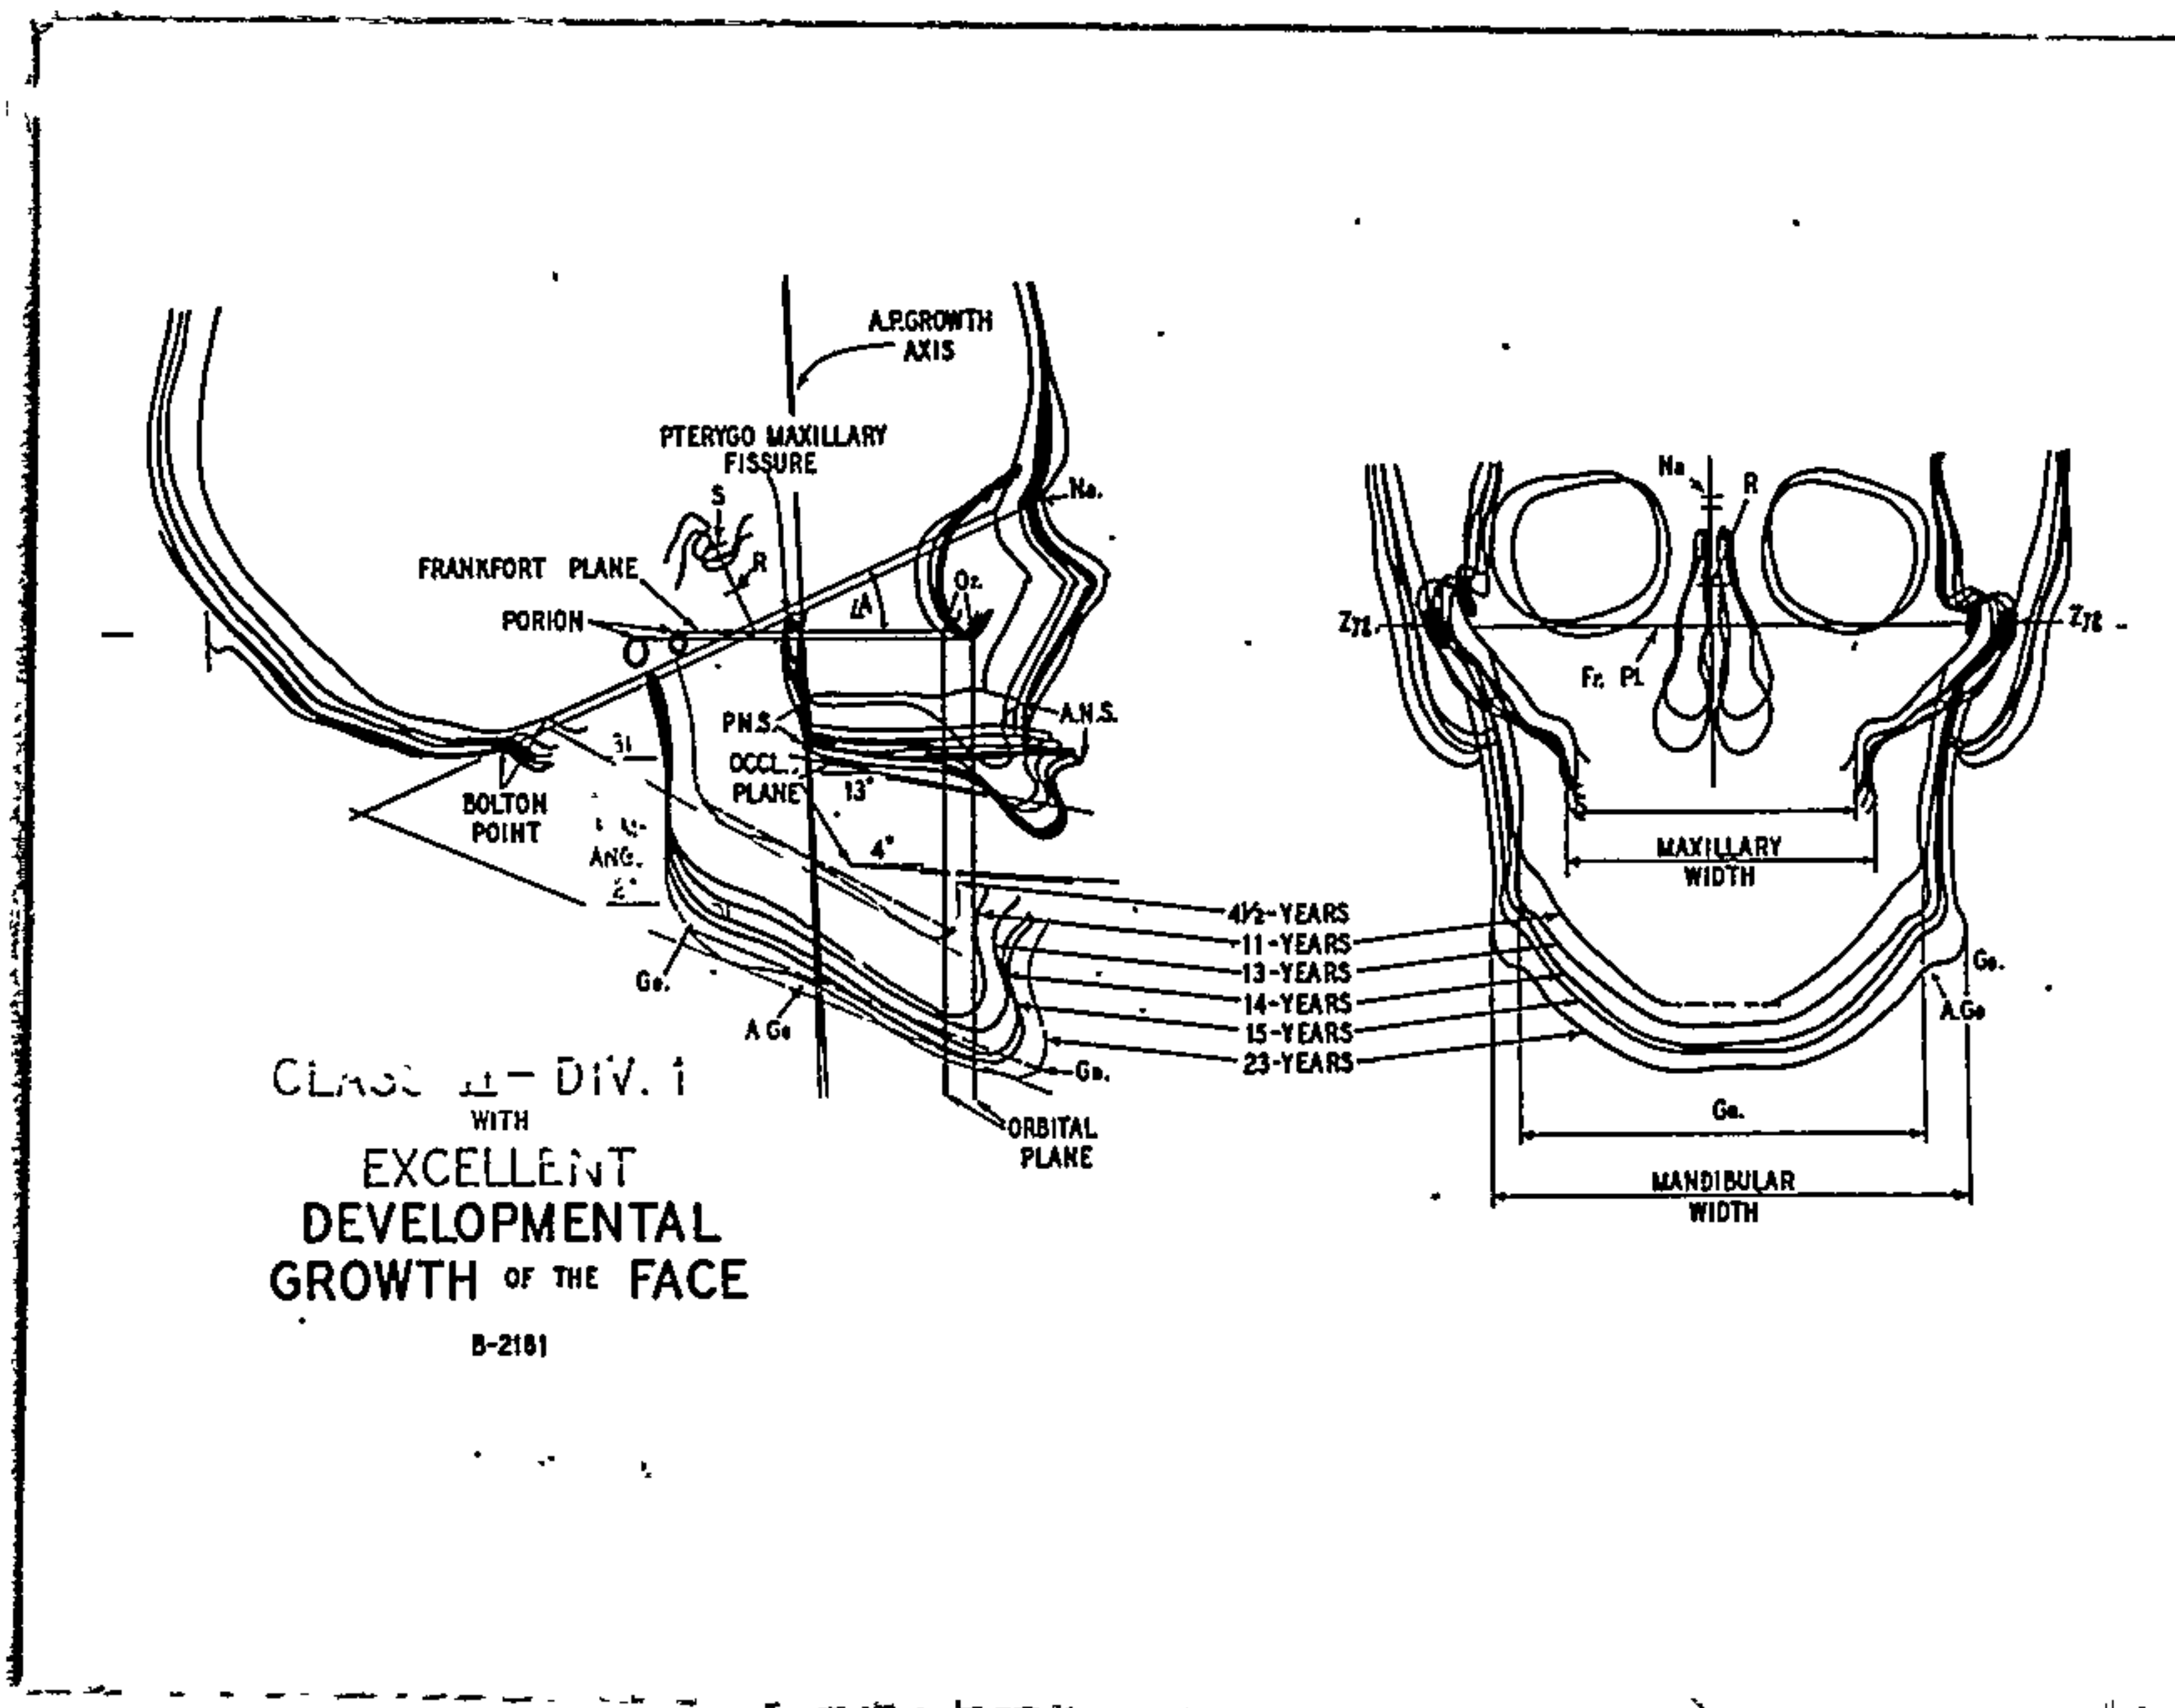 A.P.GROWTH
AXIS
PTERYGO MAXILLARY
FISSURE
S
Na.
R
FRANKFORT PLANE
Or.
PORION
P.N.S.
A.N.S.
OCCL.
PLANE
13°
BOLTON
POINT
ANG.
4°
Go.
A.Go
Gn.
ORBITAL
PLANE
4½-YEARS
11-YEARS
13-YEARS
14-YEARS
15-YEARS
23-YEARS
Na
R
Zyg.
Zyg
Fr. Pl.
MAXILLARY
WIDTH
Go.
A.Go
Go.
MANDIBULAR
WIDTH
CLASS II - DIV. 1
WITH
EXCELLENT
DEVELOPMENTAL
GROWTH OF THE FACE
B-2181